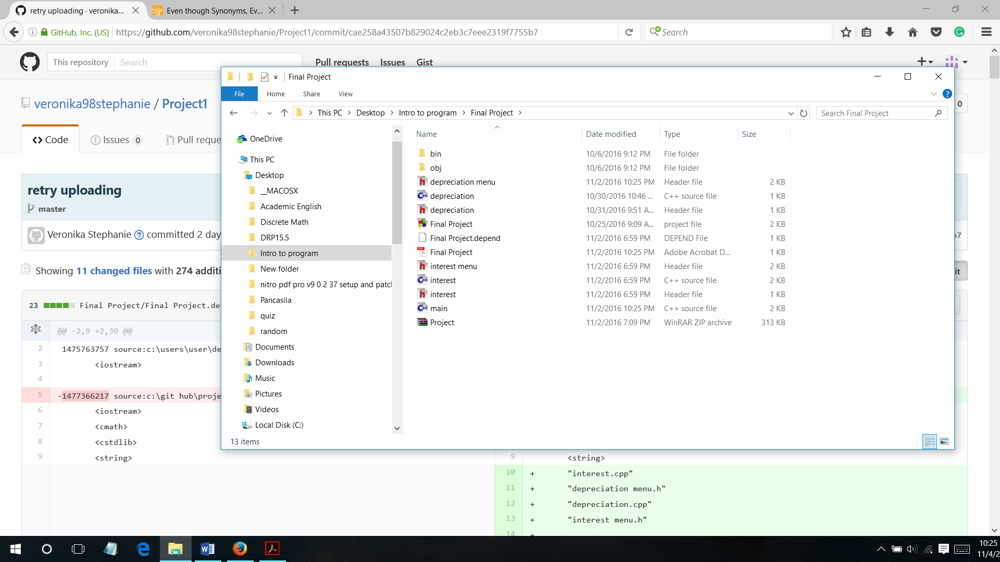 retry uploading · veronika...
Even though Synonyms, Ev...
GitHub, Inc. (US)
https://github.com/veronika98stephanie/Project1/commit/cae258a43507b829024c2eb3c7eee2319f7755b7
Search
This repository
Search
Pull requests Issues Gist
veronika98stephanie / Project1
0
Code
Issues 0
Pull reque
retry uploading
master
Veronika Stephanie ? committed 2 day
b7
Showing 11 changed files with 274 additi
it
23 Final Project/Final Project.de
@@ -2,9 +2,30 @@
2 1475763757 source:c:\users\user\de
3 <iostream>
4
5 -1477366217 source:c:\git hub\proje
6 <iostream>
7 <cmath>
8 <cstdlib>
9 <string>
9 <string>
10 + "interest.cpp"
11 + "depreciation menu.h"
12 + "depreciation.cpp"
13 + "interest menu.h"
14 +
Final Project
File Home Share View
This PC > Desktop > Intro to program > Final Project >
Search Final Project
OneDrive
This PC
Desktop
__MACOSX
Academic English
Discrete Math
DRP15.5
Intro to program
New folder
nitro pdf pro v9 0 2 37 setup and patch
Pancasila
quiz
random
Documents
Downloads
Music
Pictures
Videos
Local Disk (C:)
Name Date modified Type Size
bin 10/6/2016 9:12 PM File folder
obj 10/6/2016 9:12 PM File folder
depreciation menu 11/2/2016 10:25 PM Header file 2 KB
depreciation 10/30/2016 10:46 ... C++ source file 1 KB
depreciation 10/31/2016 9:51 A... Header file 1 KB
Final Project 10/25/2016 9:09 A... project file 2 KB
Final Project.depend 11/2/2016 6:59 PM DEPEND File 1 KB
Final Project 11/2/2016 10:25 PM Adobe Acrobat D... 1 KB
interest menu 11/2/2016 6:59 PM Header file 2 KB
interest 11/2/2016 6:59 PM C++ source file 2 KB
interest 11/2/2016 6:59 PM Header file 1 KB
main 11/2/2016 10:25 PM C++ source file 2 KB
Project 11/2/2016 7:09 PM WinRAR ZIP archive 313 KB
13 items
10:25
11/4/2